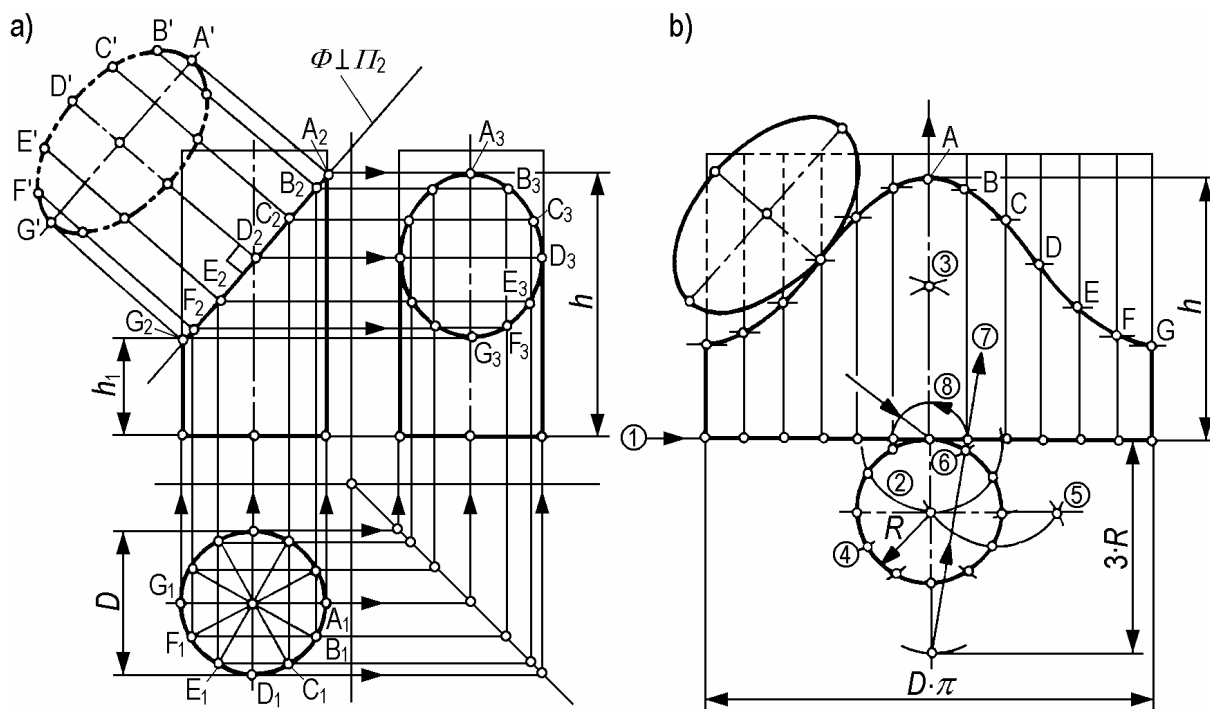 a)
B'
A'
C'
Φ⊥Π₂
D'
A₂
E'
B₂
F'
C₂
G'
D₂
E₂
F₂
G₂
h₁
A₃
B₃
C₃
D₃
E₃
F₃
G₃
h
D
G₁
A₁
F₁
B₁
E₁
D₁
C₁
b)
A
B
C
③
D
E
F
G
h
⑦
⑧
①
⑥
②
⑤
R
④
3·R
D·π